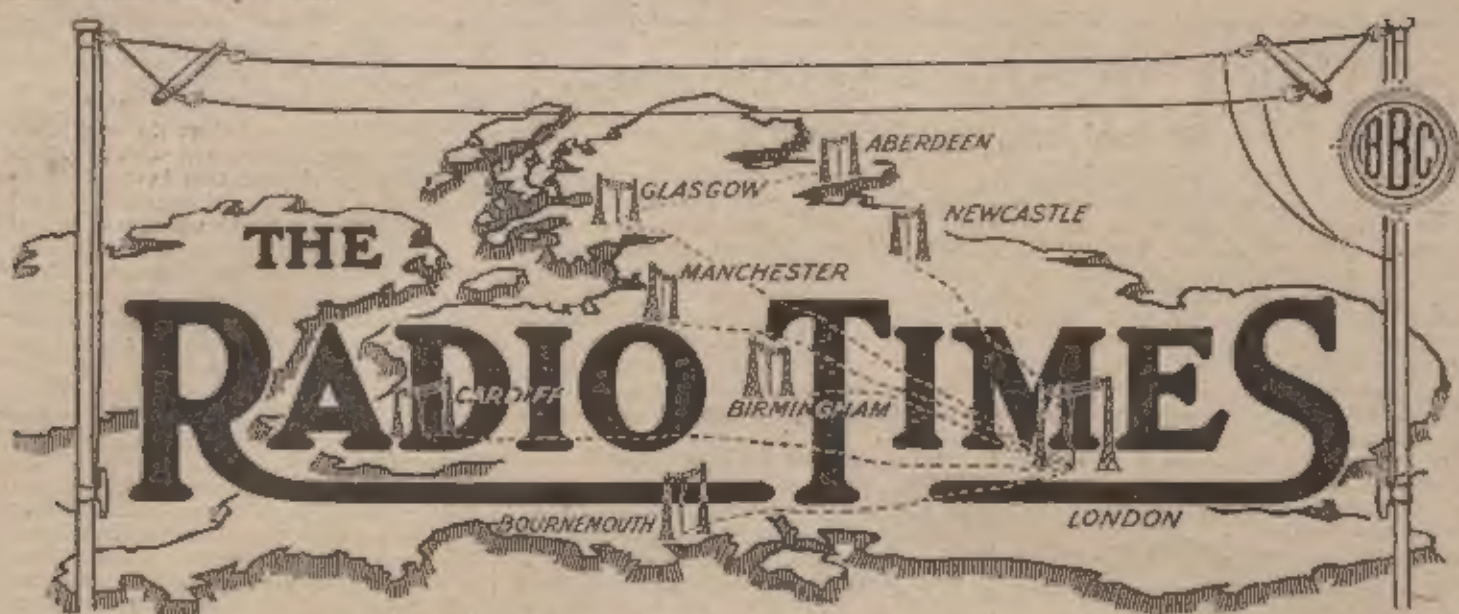 BBC
ABERDEEN
GLASGOW
NEWCASTLE
THE
MANCHESTER
RADIO TIMES
CARDIFF
BIRMINGHAM
BOURNEMOUTH
LONDON